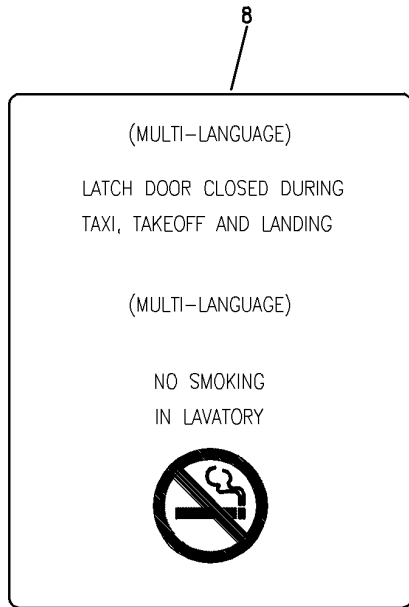 8
(MULTI-LANGUAGE)
LATCH DOOR CLOSED DURING
TAXI, TAKEOFF AND LANDING
(MULTI-LANGUAGE)
NO SMOKING
IN LAVATORY